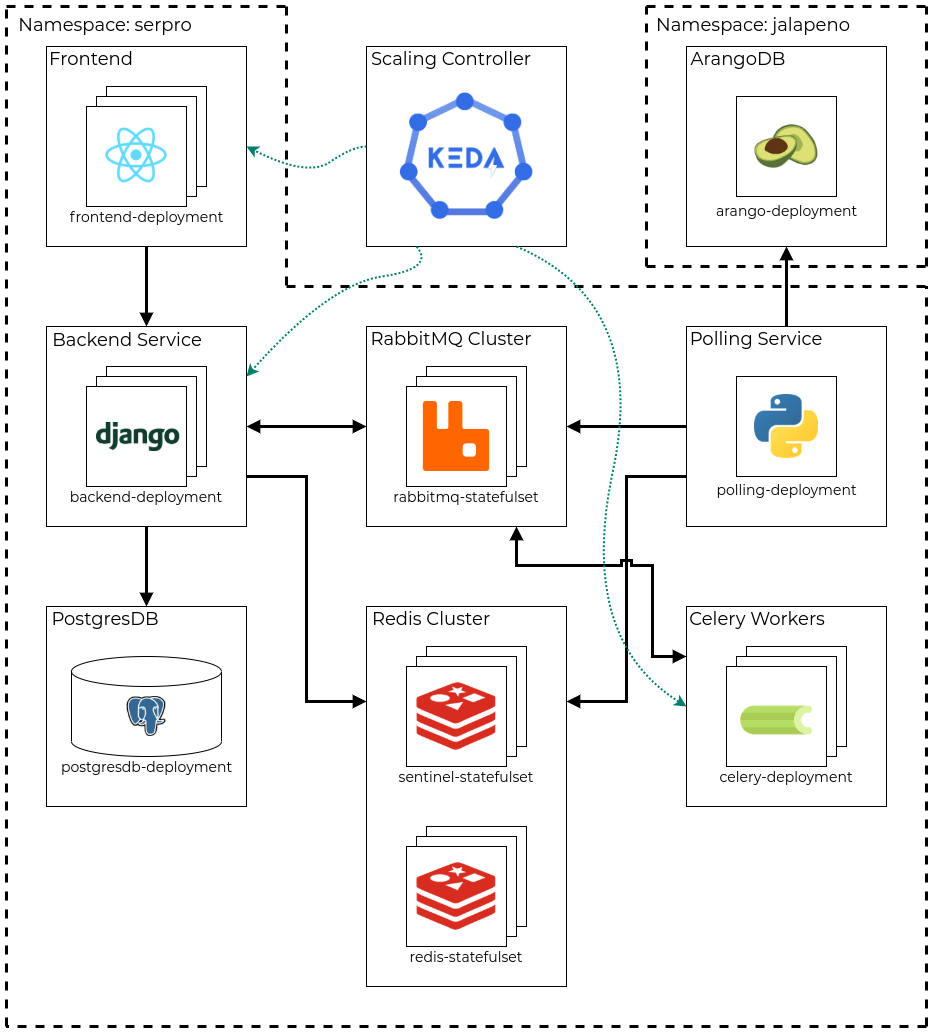 Namespace: serpro
Namespace: jalapeno
Frontend
Scaling Controller
ArangoDB
KEDA
frontend-deployment
arango-deployment
Backend Service
RabbitMQ Cluster
Polling Service
django
backend-deployment
rabbitmq-statefulset
polling-deployment
PostgresDB
Redis Cluster
Celery Workers
postgresdb-deployment
sentinel-statefulset
celery-deployment
redis-statefulset